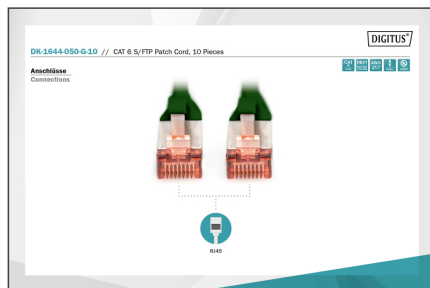 DIGITUS®
DK-1644-050-G-10 // CAT 6 S/FTP Patch Cord, 10 Pieces
Anschlüsse
Connections
RJ45